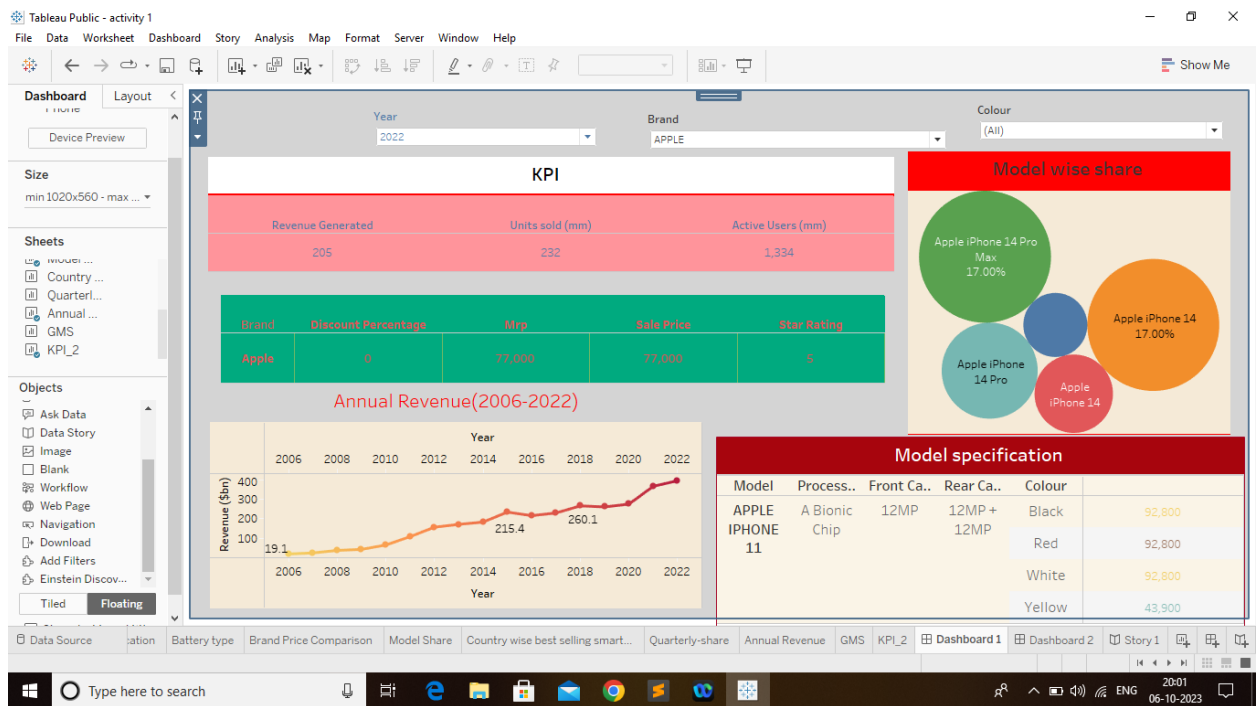 Tableau Public - activity 1
File Data Worksheet Dashboard Story Analysis Map Format Server Window Help
Show Me
Dashboard Layout
Phone
Device Preview
Size
min 1020x560 - max ...
Sheets
Model ...
Country ...
Quarterl...
Annual ...
GMS
KPI_2
Objects
Ask Data
Data Story
Image
Blank
Workflow
Web Page
Navigation
Download
Add Filters
Einstein Discov...
Tiled Floating
Year
2022
Brand
APPLE
Colour
(All)
KPI
Revenue Generated Units sold (mm) Active Users (mm)
205 232 1,334
Brand Discount Percentage Mrp Sale Price Star Rating
Apple 0 77,000 77,000 5
Model wise share
Apple iPhone 14 Pro
Max
17.00%
Apple iPhone 14
17.00%
Apple iPhone
14 Pro
Apple
iPhone 14
Annual Revenue(2006-2022)
Year
2006 2008 2010 2012 2014 2016 2018 2020 2022
Revenue ($bn)
400
300
200
100
19.1
215.4
260.1
2006 2008 2010 2012 2014 2016 2018 2020 2022
Year
Model specification
Model Process.. Front Ca.. Rear Ca.. Colour
APPLE
IPHONE
11
A Bionic
Chip
12MP
12MP +
12MP
Black 92,800
Red 92,800
White 92,800
Yellow 43,900
Data Source cation Battery type Brand Price Comparison Model Share Country wise best selling smart... Quarterly-share Annual Revenue GMS KPI_2 Dashboard 1 Dashboard 2 Story 1
Type here to search
ENG
20:01
06-10-2023